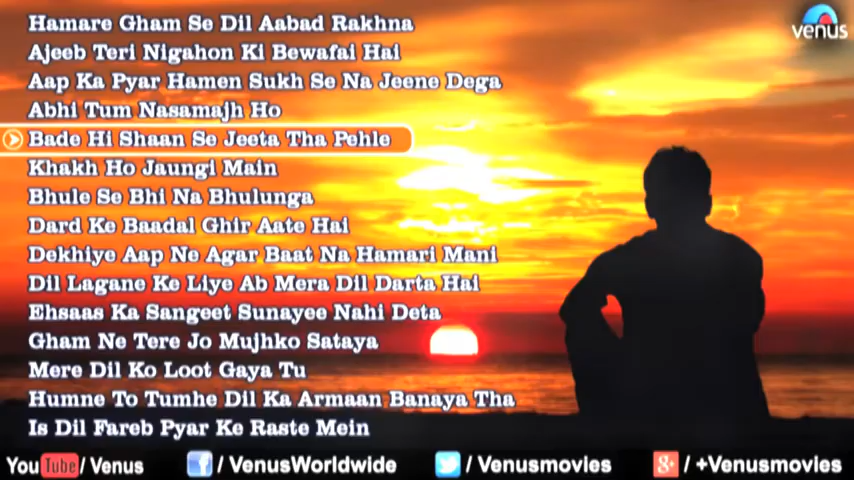 Hamare Gham Se Dil Aabad Rakhna
venus
Ajeeb Teri Nigahon Ki Bewafai Hai
Aap Ka Pyar Hamen Sukh Se Na Jeene Dega
Abhi Tum Nasamajh Ho
Bade Hi Shaan Se Jeeta Tha Pehle
Khakh Ho Jaungi Main
Bhule Se Bhi Na Bhulunga
Dard Ke Baadal Ghir Aate Hai
Dekhiye Aap Ne Agar Baat Na Hamari Mani
Dil Lagane Ke Liye Ab Mera Dil Darta Hai
Ehsaas Ka Sangeet Sunayee Nahi Deta
Gham Ne Tere Jo Mujhko Sataya
Mere Dil Ko Loot Gaya Tu
Humne To Tumhe Dil Ka Armaan Banaya Tha
Is Dil Fareb Pyar Ke Raste Mein
You Tube / Venus f / VenusWorldwide / Venusmovies g+ / +Venusmovies